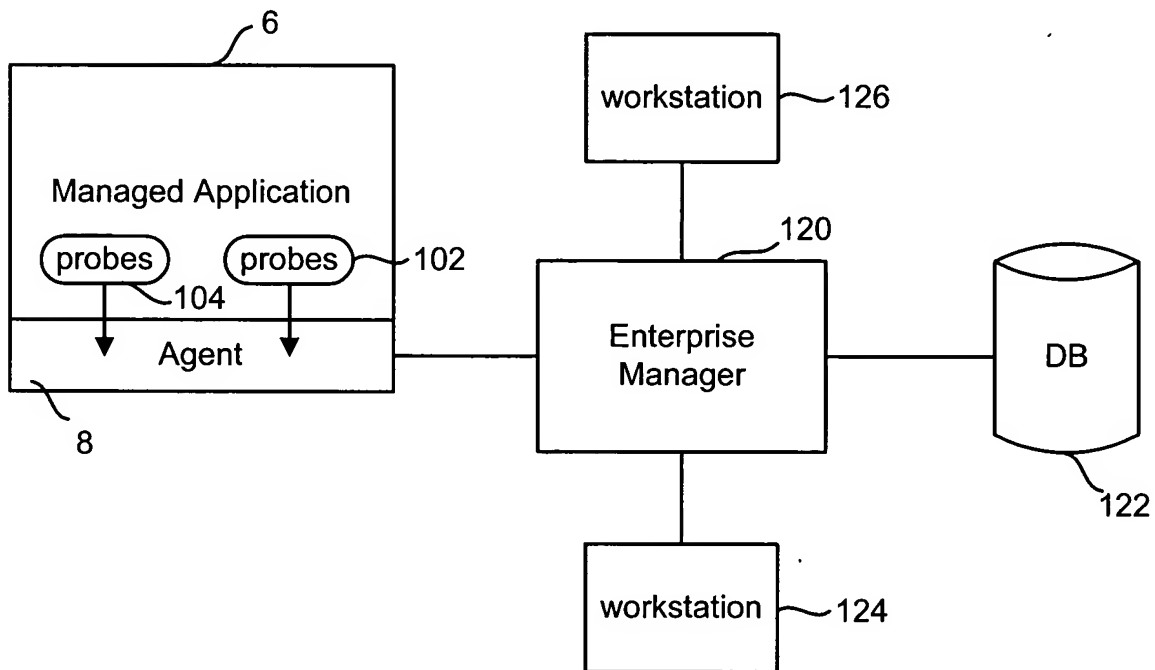 6
workstation
126
Managed Application
120
probes
probes
102
104
Enterprise
Manager
DB
Agent
8
122
workstation
124